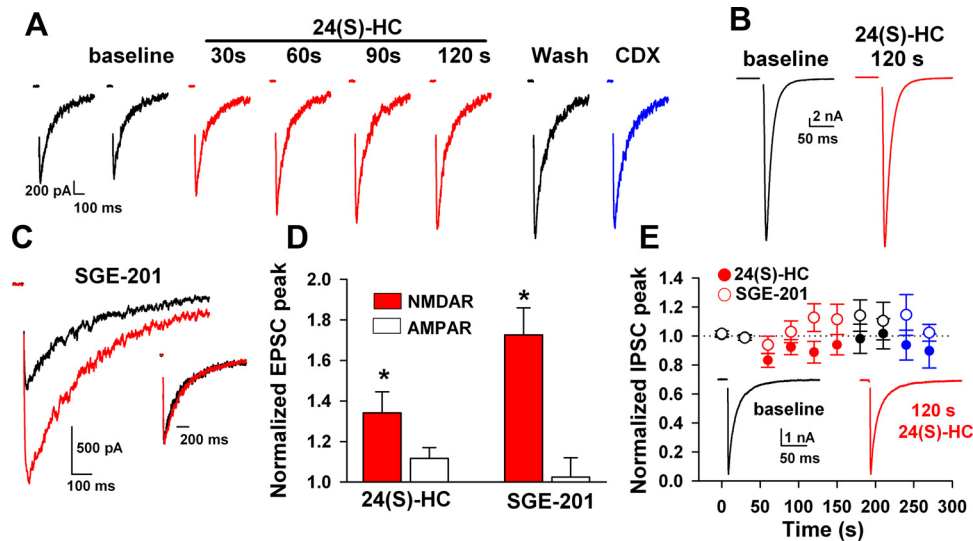 A
24(S)-HC
baseline 30s 60s 90s 120 s Wash CDX
200 pA
100 ms
B
24(S)-HC
baseline 120 s
2 nA
50 ms
C
SGE-201
500 pA
100 ms
200 ms
D
Normalized EPSC peak
2.0
1.8
1.6
1.4
1.2
1.0
NMDAR
AMPAR
*
*
24(S)-HC SGE-201
E
Normalized IPSC peak
1.4
1.2
1.0
0.8
0.6
0.4
0.2
0.0
24(S)-HC
SGE-201
baseline
1 nA
50 ms
120 s
24(S)-HC
0 50 100 150 200 250 300
Time (s)